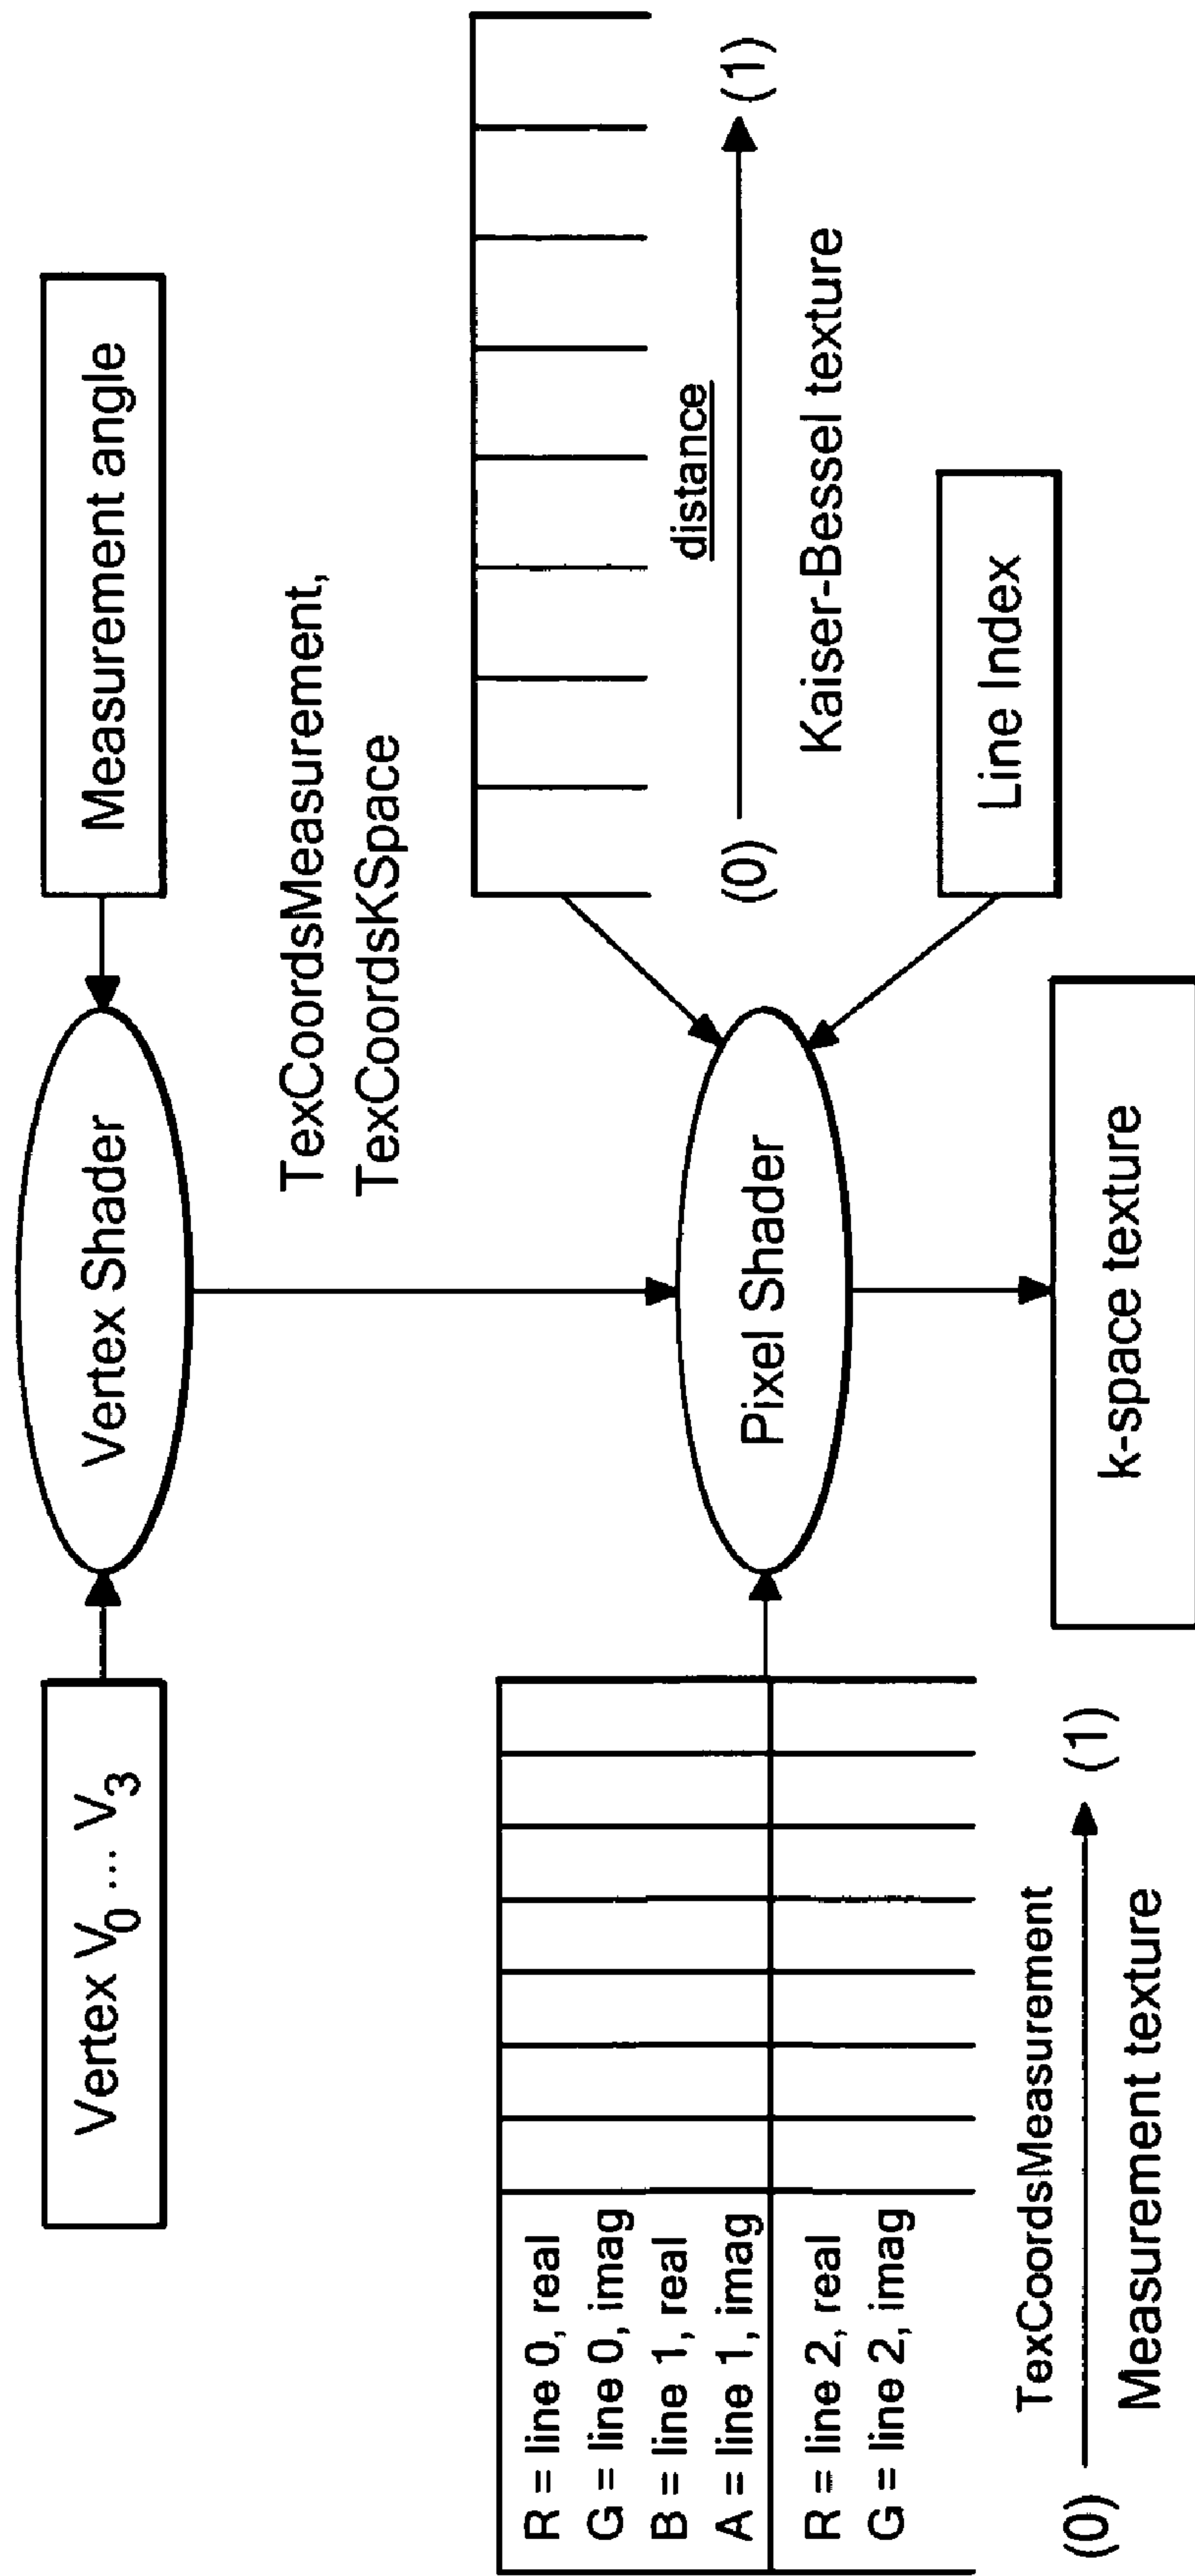 Vertex V0 ... V3
Vertex Shader
Measurement angle
TexCoordsMeasurement,
TexCoordsKSpace
R = line 0, real
G = line 0, imag
B = line 1, real
A = line 1, imag
R = line 2, real
G = line 2, imag
TexCoordsMeasurement
(0)
(1)
Measurement texture
Pixel Shader
distance
(0)
(1)
Kaiser-Bessel texture
Line Index
k-space texture